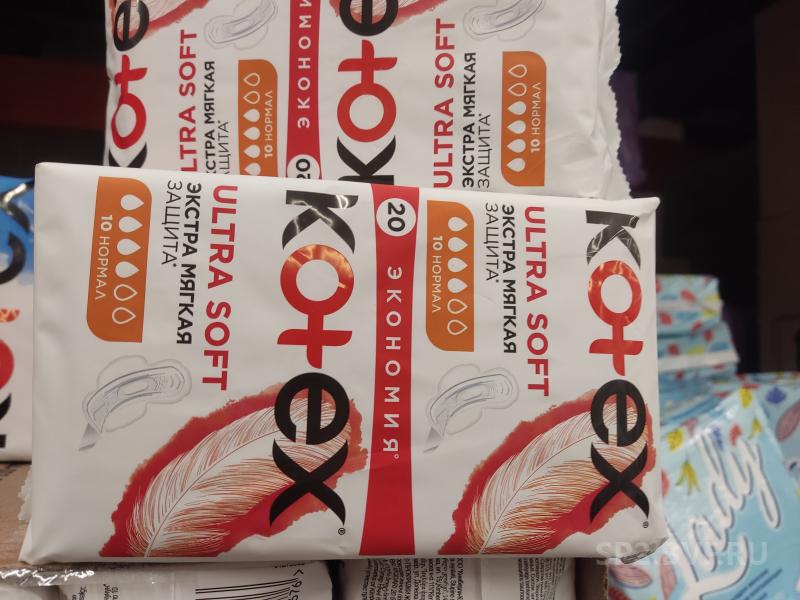 kotex
ULTRA SOFT
ЭКСТРА МЯГКАЯ
ЗАЩИТА*
10 НОРМАЛ
20 ЭКОНОМИ
kotex
ULTRA SOFT
ЭКСТРА МЯГКАЯ
ЗАЩИТА*
10 НОРМАЛ
kotex®
ULTRA SOFT
ЭКСТРА МЯГКАЯ
ЗАЩИТА*
10 НОРМАЛ
20 ЭКОНОМИЯ°
kotex®
ULTRA SOFT
ЭКСТРА МЯГКАЯ
ЗАЩИТА*
10 НОРМАЛ
Lady